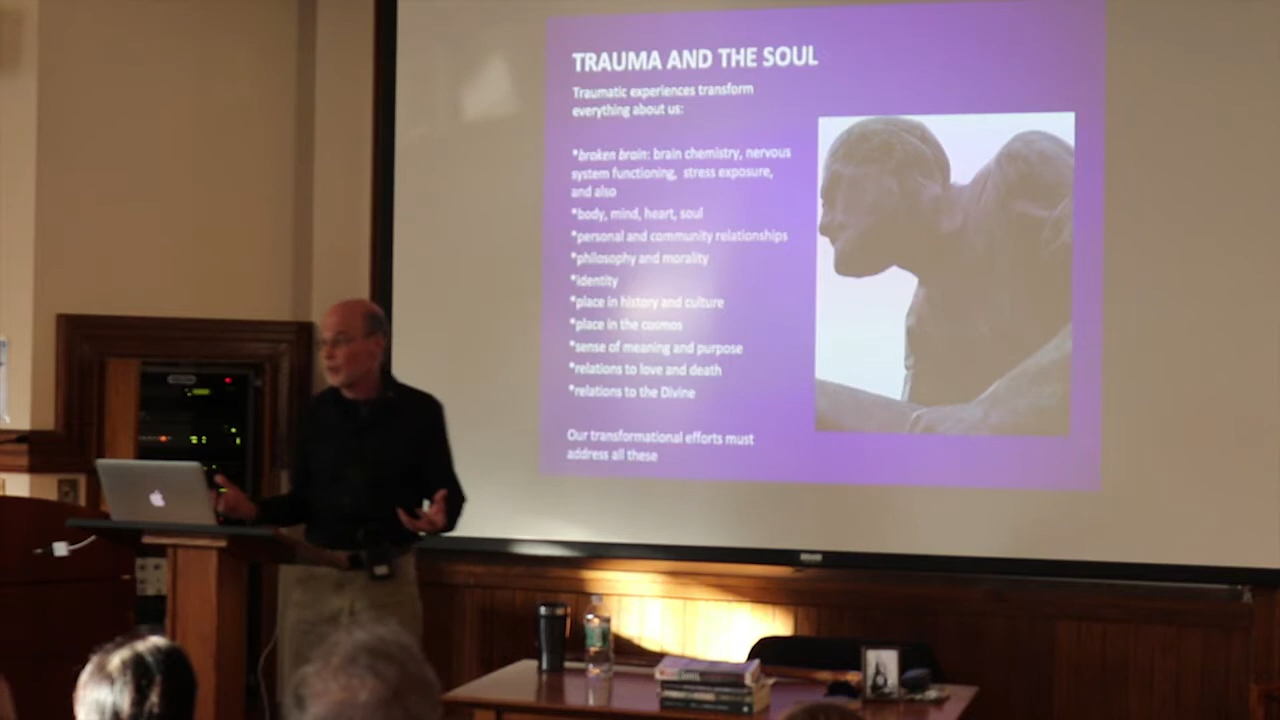 TRAUMA AND THE SOUL
Traumatic experiences transform
everything about us:
*broken brain: brain chemistry, nervous
system functioning, stress exposure,
and also
*body, mind, heart, soul
*personal and community relationships
*philosophy and morality
*identity
*place in history and culture
*place in the cosmos
*sense of meaning and purpose
*relations to love and death
*relations to the Divine
Our transformational efforts must
address all these